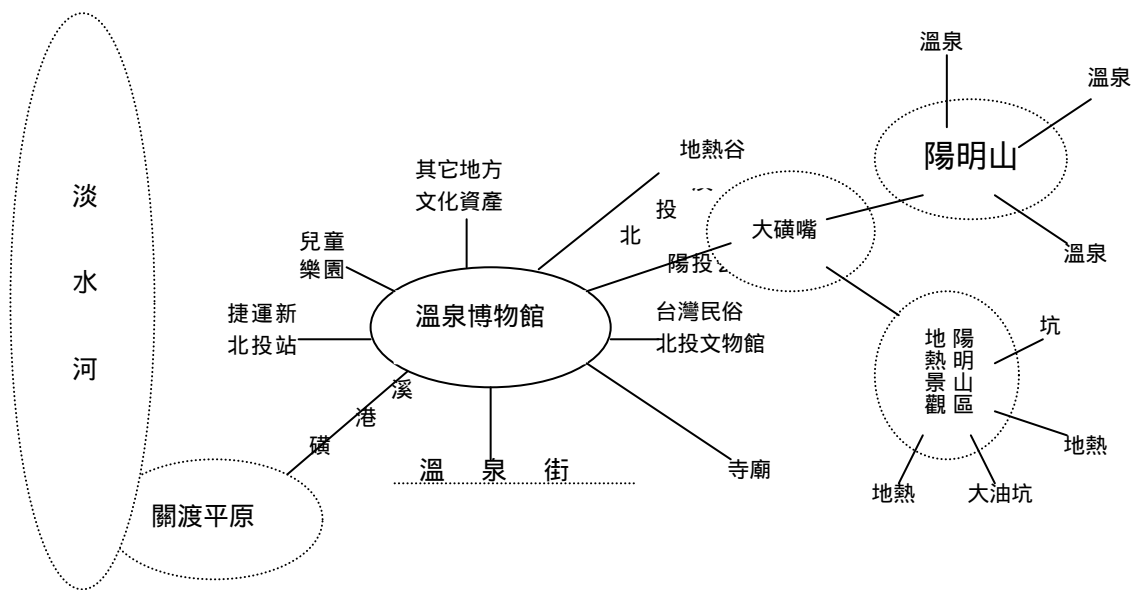 淡水河
溫泉
溫泉
陽明山
溫泉
地熱谷
其它地方
文化資產
北投
大磺嘴
陽投
兒童
樂園
捷運新
北投站
溫泉博物館
台灣民俗
北投文物館
磺港溪
溫泉街
寺廟
關渡平原
陽明山區
地熱景觀
坑
地熱
地熱
大油坑